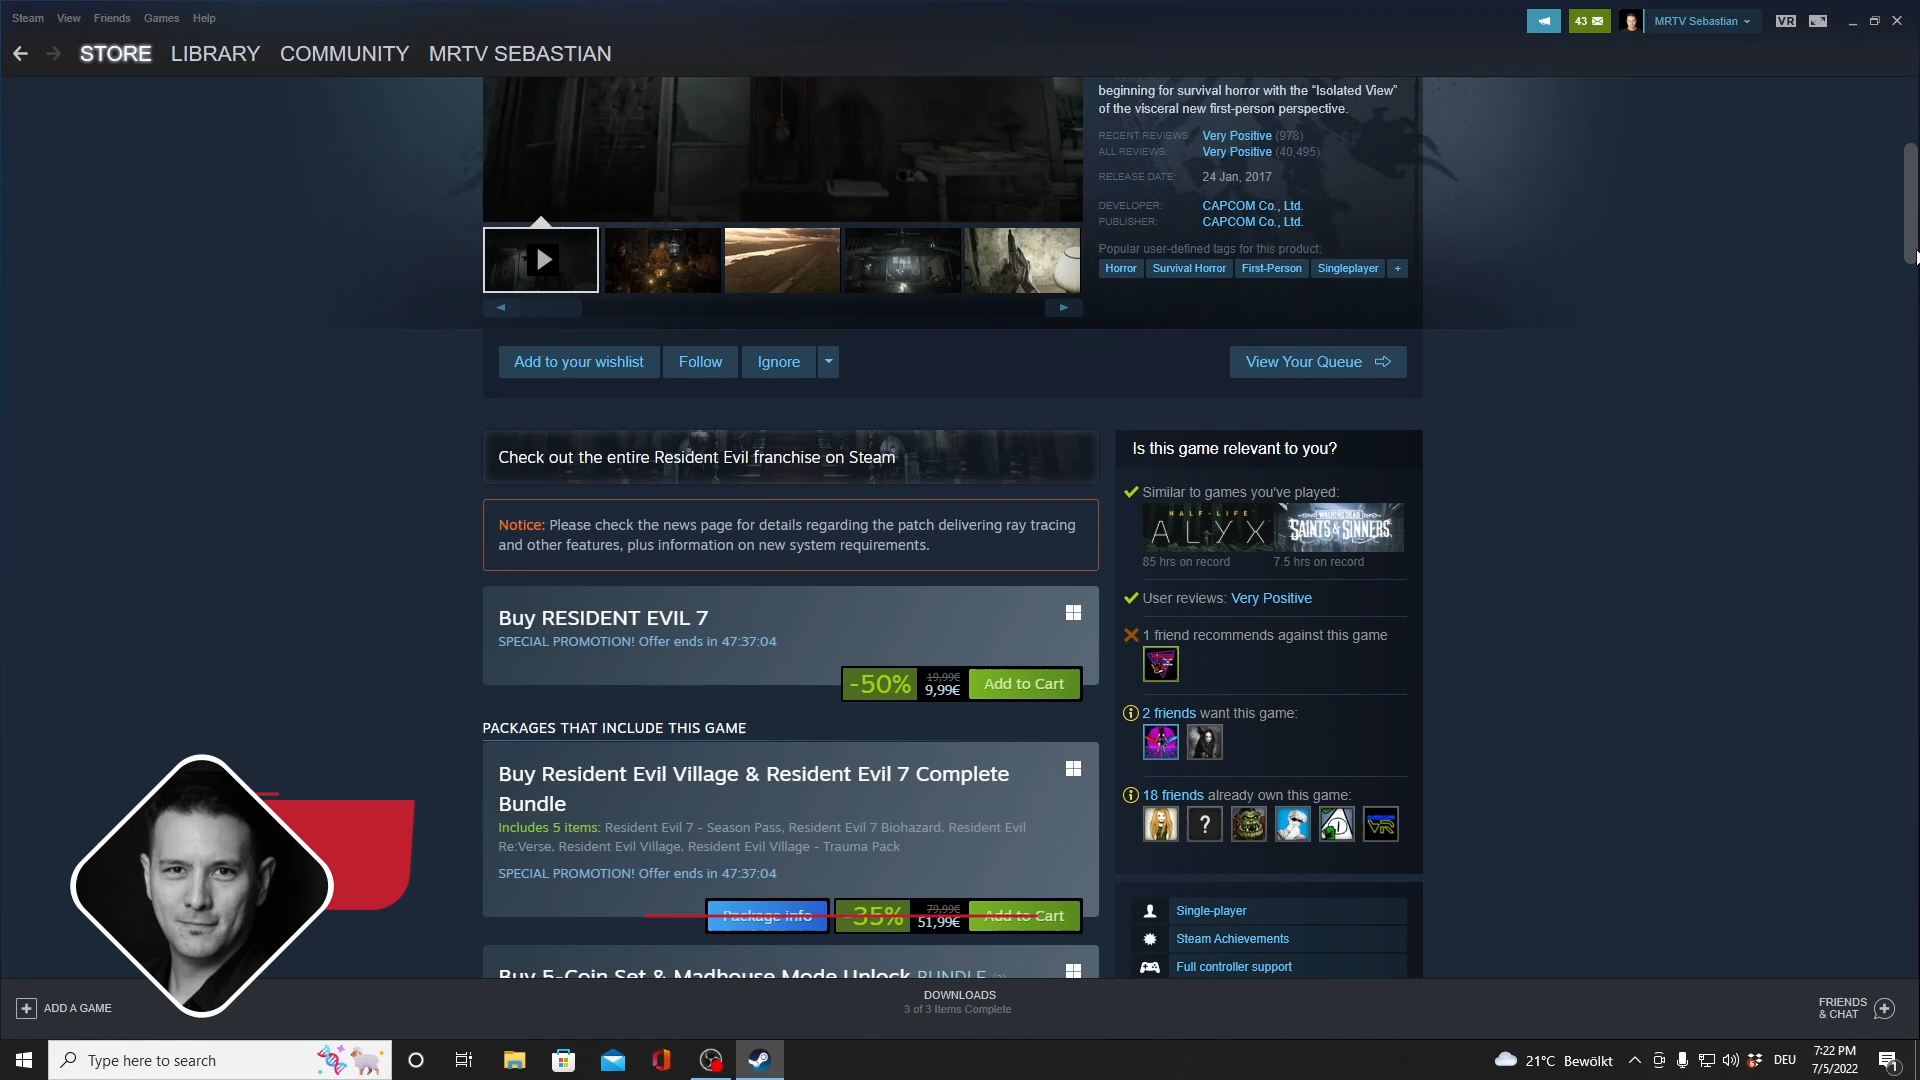 Steam View Friends Games Help
43 MRTV Sebastian VR
STORE LIBRARY COMMUNITY MRTV SEBASTIAN
beginning for survival horror with the “Isolated View”
of the visceral new first-person perspective.
RECENT REVIEWS: Very Positive (978)
ALL REVIEWS: Very Positive (40,495)
RELEASE DATE: 24 Jan, 2017
DEVELOPER: CAPCOM Co., Ltd.
PUBLISHER: CAPCOM Co., Ltd.
Popular user-defined tags for this product:
Horror Survival Horror First-Person Singleplayer +
Add to your wishlist Follow Ignore View Your Queue
Check out the entire Resident Evil franchise on Steam
Notice: Please check the news page for details regarding the patch delivering ray tracing
and other features, plus information on new system requirements.
Buy RESIDENT EVIL 7
SPECIAL PROMOTION! Offer ends in 47:37:04
-50% 19,99€ 9,99€ Add to Cart
PACKAGES THAT INCLUDE THIS GAME
Buy Resident Evil Village & Resident Evil 7 Complete
Bundle
Includes 5 items: Resident Evil 7 - Season Pass, Resident Evil 7 Biohazard, Resident Evil
Re:Verse, Resident Evil Village, Resident Evil Village - Trauma Pack
SPECIAL PROMOTION! Offer ends in 47:37:04
Package info -35% 79,99€ 51,99€ Add to Cart
Buy 5-Coin Set & Madhouse Mode Unlock BUNDLE
Is this game relevant to you?
Similar to games you've played:
HALF-LIFE
ALYX
WALKING DEAD
SAINTS & SINNERS
85 hrs on record 7.5 hrs on record
User reviews: Very Positive
1 friend recommends against this game
2 friends want this game:
18 friends already own this game:
? VR
Single-player
Steam Achievements
Full controller support
ADD A GAME
DOWNLOADS
3 of 3 Items Complete
FRIENDS
& CHAT
Type here to search
21°C Bewölkt DEU
7:22 PM
7/5/2022
1